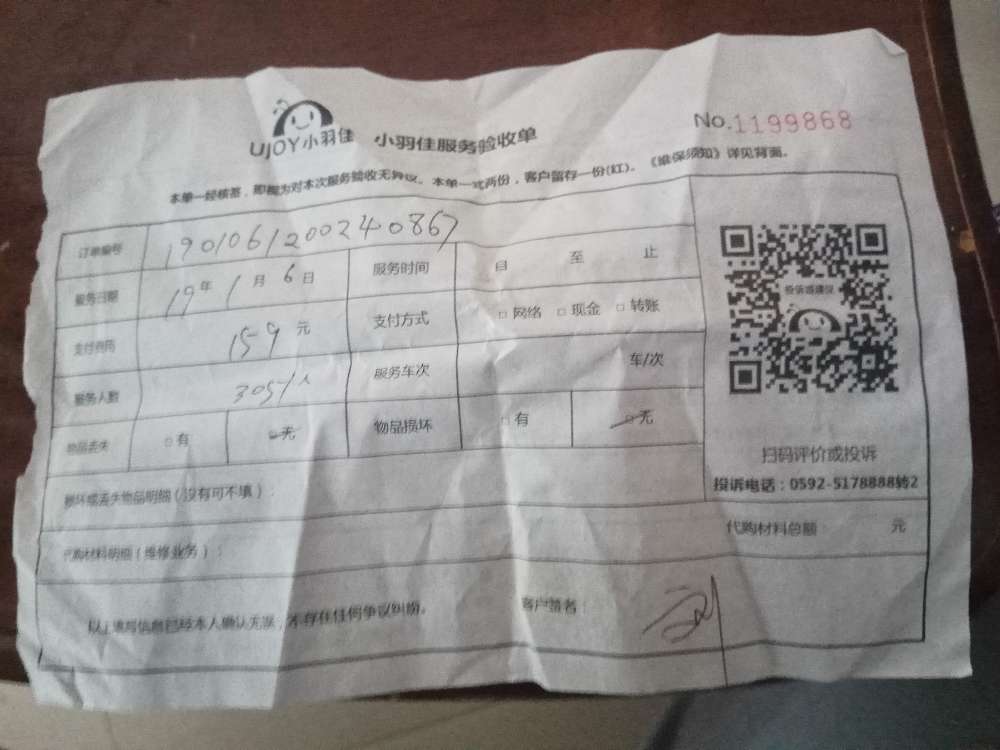 UJOY小羽佳 小羽佳服务验收单 No.1199868
本单一经核签，即视为对本次服务验收无异议。本单一式两份，客户留存一份(红)。《维保须知》详见背面。
订单编号 1901061200240867
服务日期 19年1月6日 服务时间 自 至 止
支付费用 159元 支付方式 □网络 □现金 □转账
服务人数 3057人 服务车次 车/次
物品丢失 □有 □无 物品损坏 □有 □无
投诉或建议
扫码评价或投诉
投诉电话：0592-5178888转2
损坏或丢失物品明细（没有可不填）：
代购材料明细（维修业务）： 代购材料总额 元
以上填写信息已经本人确认无误，不存在任何争议纠纷。 客户签名：